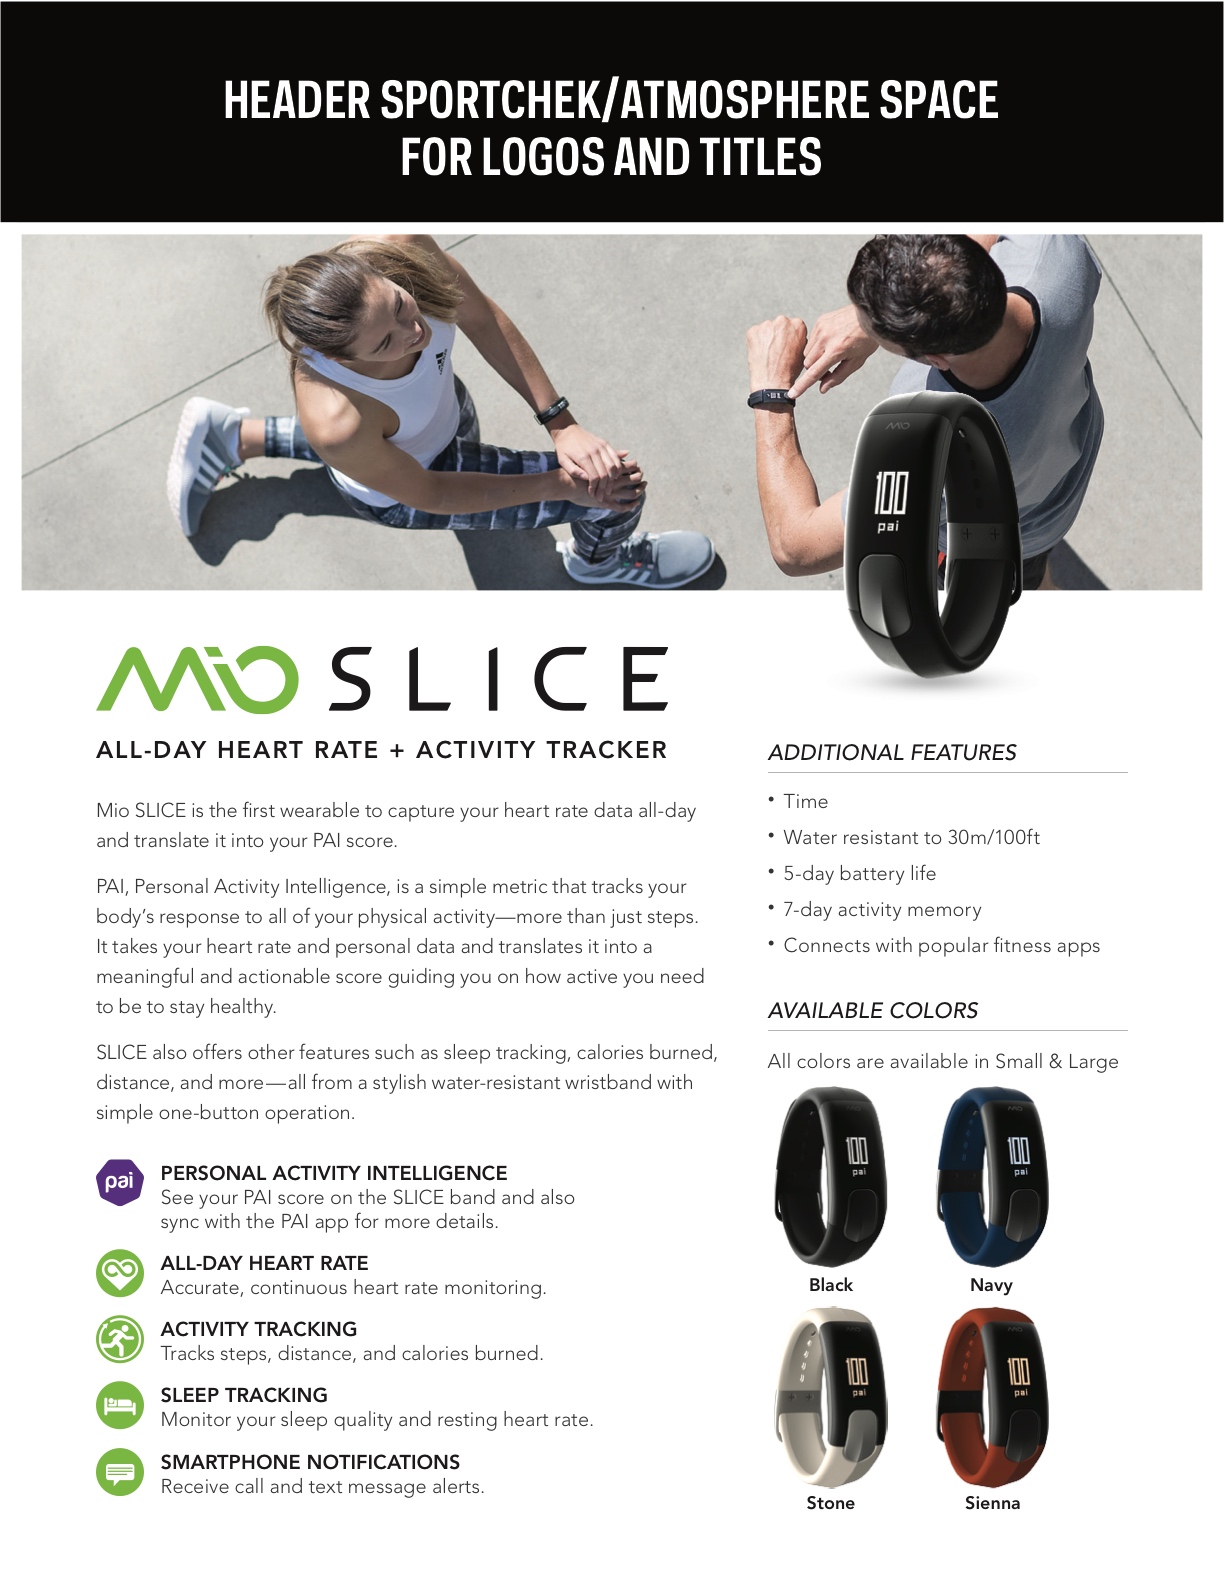 HEADER SPORTCHEK/ATMOSPHERE SPACE
FOR LOGOS AND TITLES
adidas
MIO
100
pai
Mio SLICE
ALL-DAY HEART RATE + ACTIVITY TRACKER
Mio SLICE is the first wearable to capture your heart rate data all-day
and translate it into your PAI score.
PAI, Personal Activity Intelligence, is a simple metric that tracks your
body’s response to all of your physical activity—more than just steps.
It takes your heart rate and personal data and translates it into a
meaningful and actionable score guiding you on how active you need
to be to stay healthy.
SLICE also offers other features such as sleep tracking, calories burned,
distance, and more—all from a stylish water-resistant wristband with
simple one-button operation.
pai
PERSONAL ACTIVITY INTELLIGENCE
See your PAI score on the SLICE band and also
sync with the PAI app for more details.
ALL-DAY HEART RATE
Accurate, continuous heart rate monitoring.
ACTIVITY TRACKING
Tracks steps, distance, and calories burned.
SLEEP TRACKING
Monitor your sleep quality and resting heart rate.
SMARTPHONE NOTIFICATIONS
Receive call and text message alerts.
ADDITIONAL FEATURES
• Time
• Water resistant to 30m/100ft
• 5-day battery life
• 7-day activity memory
• Connects with popular fitness apps
AVAILABLE COLORS
All colors are available in Small & Large
MIO
100
pai
Black
MIO
100
pai
Navy
MIO
100
pai
Stone
MIO
100
pai
Sienna